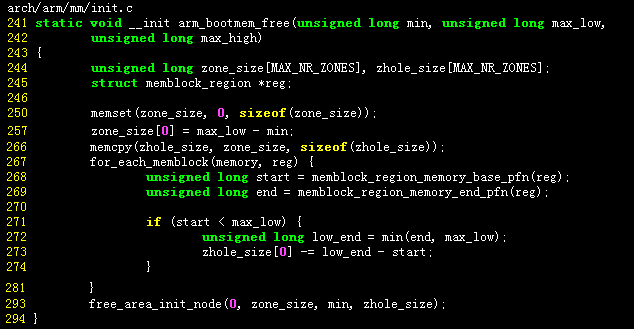 arch/arm/mm/init.c
241 static void __init arm_bootmem_free(unsigned long min, unsigned long max_low,
242         unsigned long max_high)
243 {
244         unsigned long zone_size[MAX_NR_ZONES], zhole_size[MAX_NR_ZONES];
245         struct memblock_region *reg;
246
250         memset(zone_size, 0, sizeof(zone_size));
257         zone_size[0] = max_low - min;
266         memcpy(zhole_size, zone_size, sizeof(zhole_size));
267         for_each_memblock(memory, reg) {
268                 unsigned long start = memblock_region_memory_base_pfn(reg);
269                 unsigned long end = memblock_region_memory_end_pfn(reg);
270
271                 if (start < max_low) {
272                         unsigned long low_end = min(end, max_low);
273                         zhole_size[0] -= low_end - start;
274                 }
281         }
293         free_area_init_node(0, zone_size, min, zhole_size);
294 }